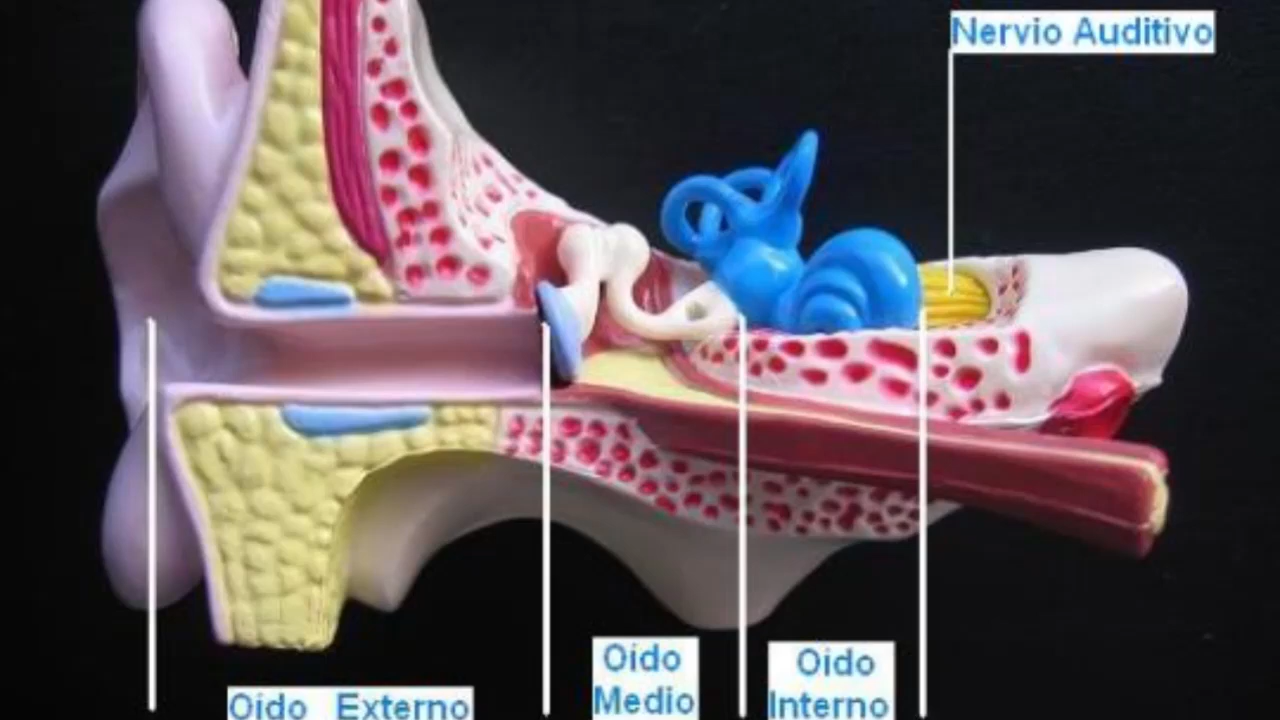 Nervio Auditivo
Oido
Medio
Oido
Interno
Oido Externo